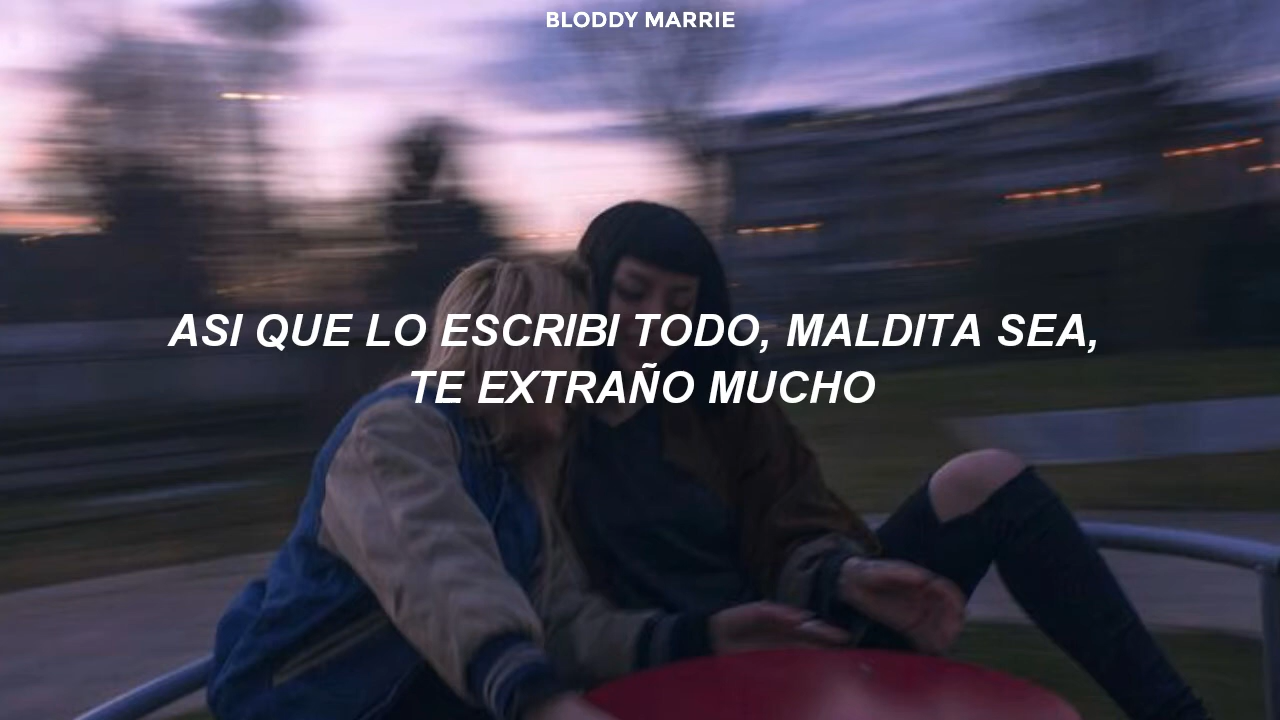 BLODDY MARRIE
ASI QUE LO ESCRIBI TODO, MALDITA SEA,
TE EXTRAÑO MUCHO